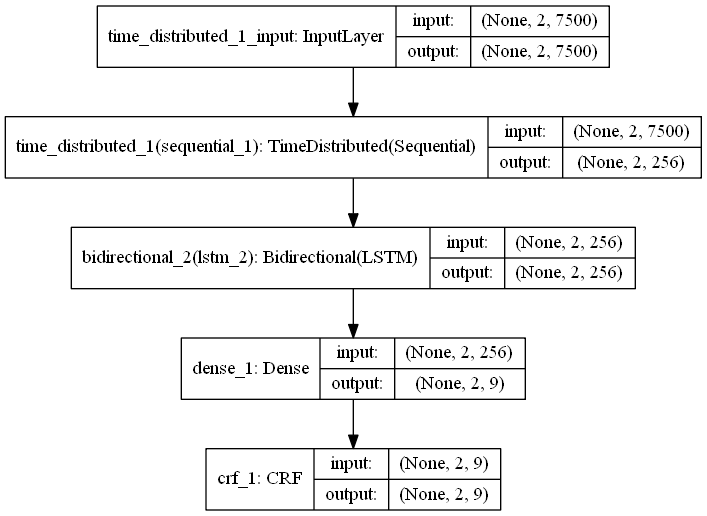 time_distributed_1_input: InputLayer
input:
(None, 2, 7500)
output:
(None, 2, 7500)
time_distributed_1(sequential_1): TimeDistributed(Sequential)
input:
(None, 2, 7500)
output:
(None, 2, 256)
bidirectional_2(lstm_2): Bidirectional(LSTM)
input:
(None, 2, 256)
output:
(None, 2, 256)
dense_1: Dense
input:
(None, 2, 256)
output:
(None, 2, 9)
crf_1: CRF
input:
(None, 2, 9)
output:
(None, 2, 9)